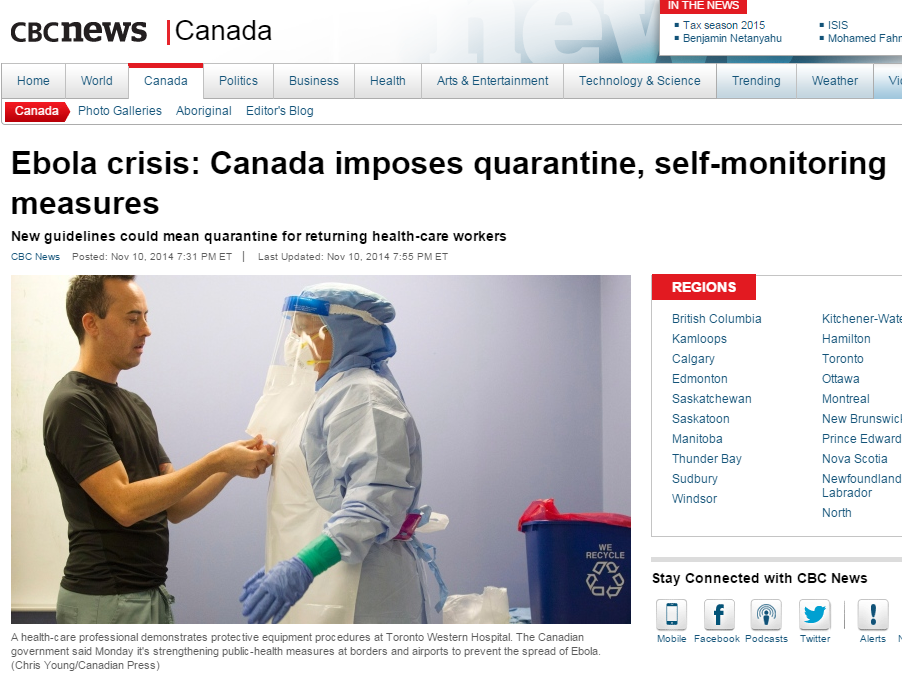 CBCnews | Canada
IN THE NEWS
Tax season 2015
ISIS
Benjamin Netanyahu
Mohamed
Home
World
Canada
Politics
Business
Health
Arts & Entertainment
Technology & Science
Trending
Weather
Canada
Photo Galleries
Aboriginal
Editor's Blog
Ebola crisis: Canada imposes quarantine, self-monitoring
measures
New guidelines could mean quarantine for returning health-care workers
CBC News Posted: Nov 10, 2014 7:31 PM ET | Last Updated: Nov 10, 2014 7:55 PM ET
WE
RECYCLE
A health-care professional demonstrates protective equipment procedures at Toronto Western Hospital. The Canadian
government said Monday it's strengthening public-health measures at borders and airports to prevent the spread of Ebola.
(Chris Young/Canadian Press)
REGIONS
British Columbia
Kamloops
Calgary
Edmonton
Saskatchewan
Saskatoon
Manitoba
Thunder Bay
Sudbury
Windsor
Kitchener-Wate
Hamilton
Toronto
Ottawa
Montreal
New Brunswick
Prince Edward
Nova Scotia
Newfoundland
Labrador
North
Stay Connected with CBC News
Mobile
Facebook
Podcasts
Twitter
Alerts